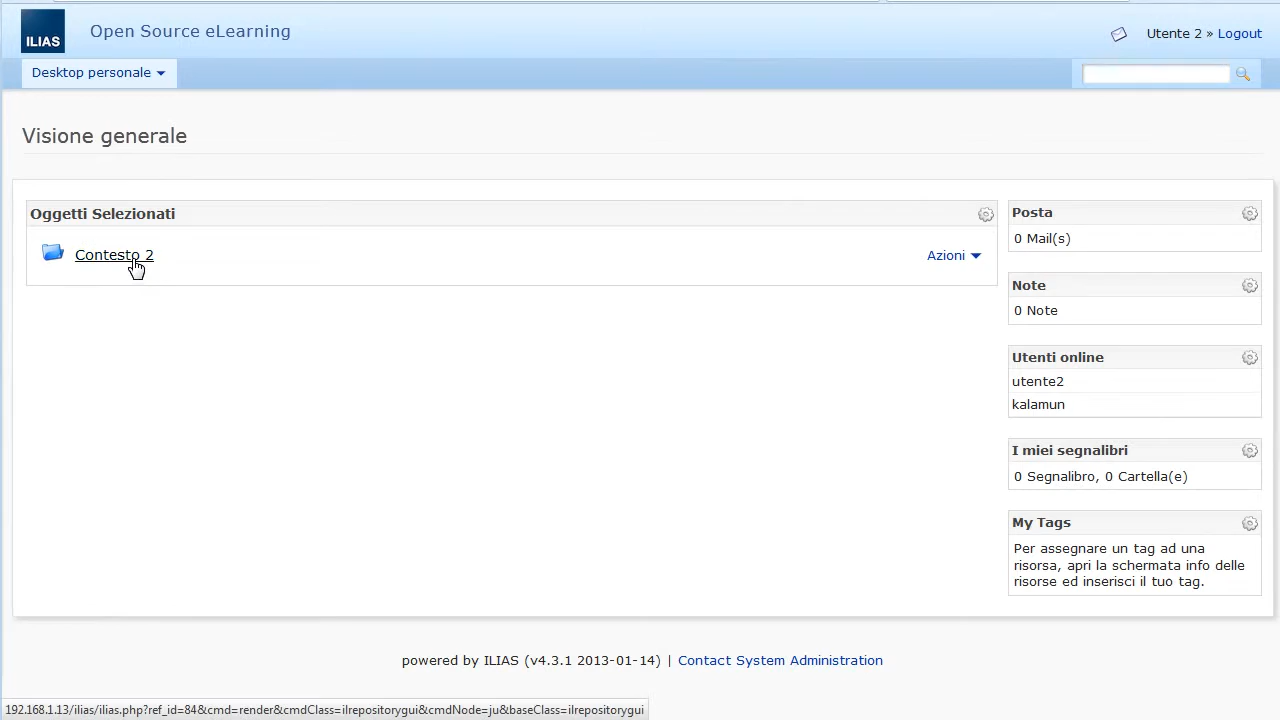 ILIAS
Open Source eLearning
Utente 2 » Logout
Desktop personale
Visione generale
Oggetti Selezionati
Contesto 2
Azioni
Posta
0 Mail(s)
Note
0 Note
Utenti online
utente2
kalamun
I miei segnalibri
0 Segnalibro, 0 Cartella(e)
My Tags
Per assegnare un tag ad una
risorsa, apri la schermata info delle
risorse ed inserisci il tuo tag.
powered by ILIAS (v4.3.1 2013-01-14) | Contact System Administration
192.168.1.13/ilias/ilias.php?ref_id=84&cmd=render&cmdClass=ilrepositorygui&cmdNode=ju&baseClass=ilrepositorygui